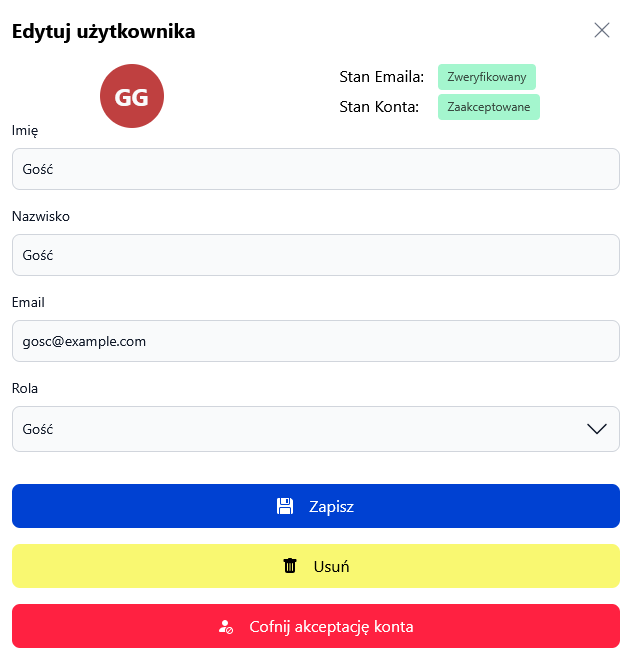 Edytuj użytkownika
GG
Stan Emaila: Zweryfikowany
Stan Konta: Zaakceptowane
Imię
Gość
Nazwisko
Gość
Email
gosc@example.com
Rola
Gość
Zapisz
Usuń
Cofnij akceptację konta